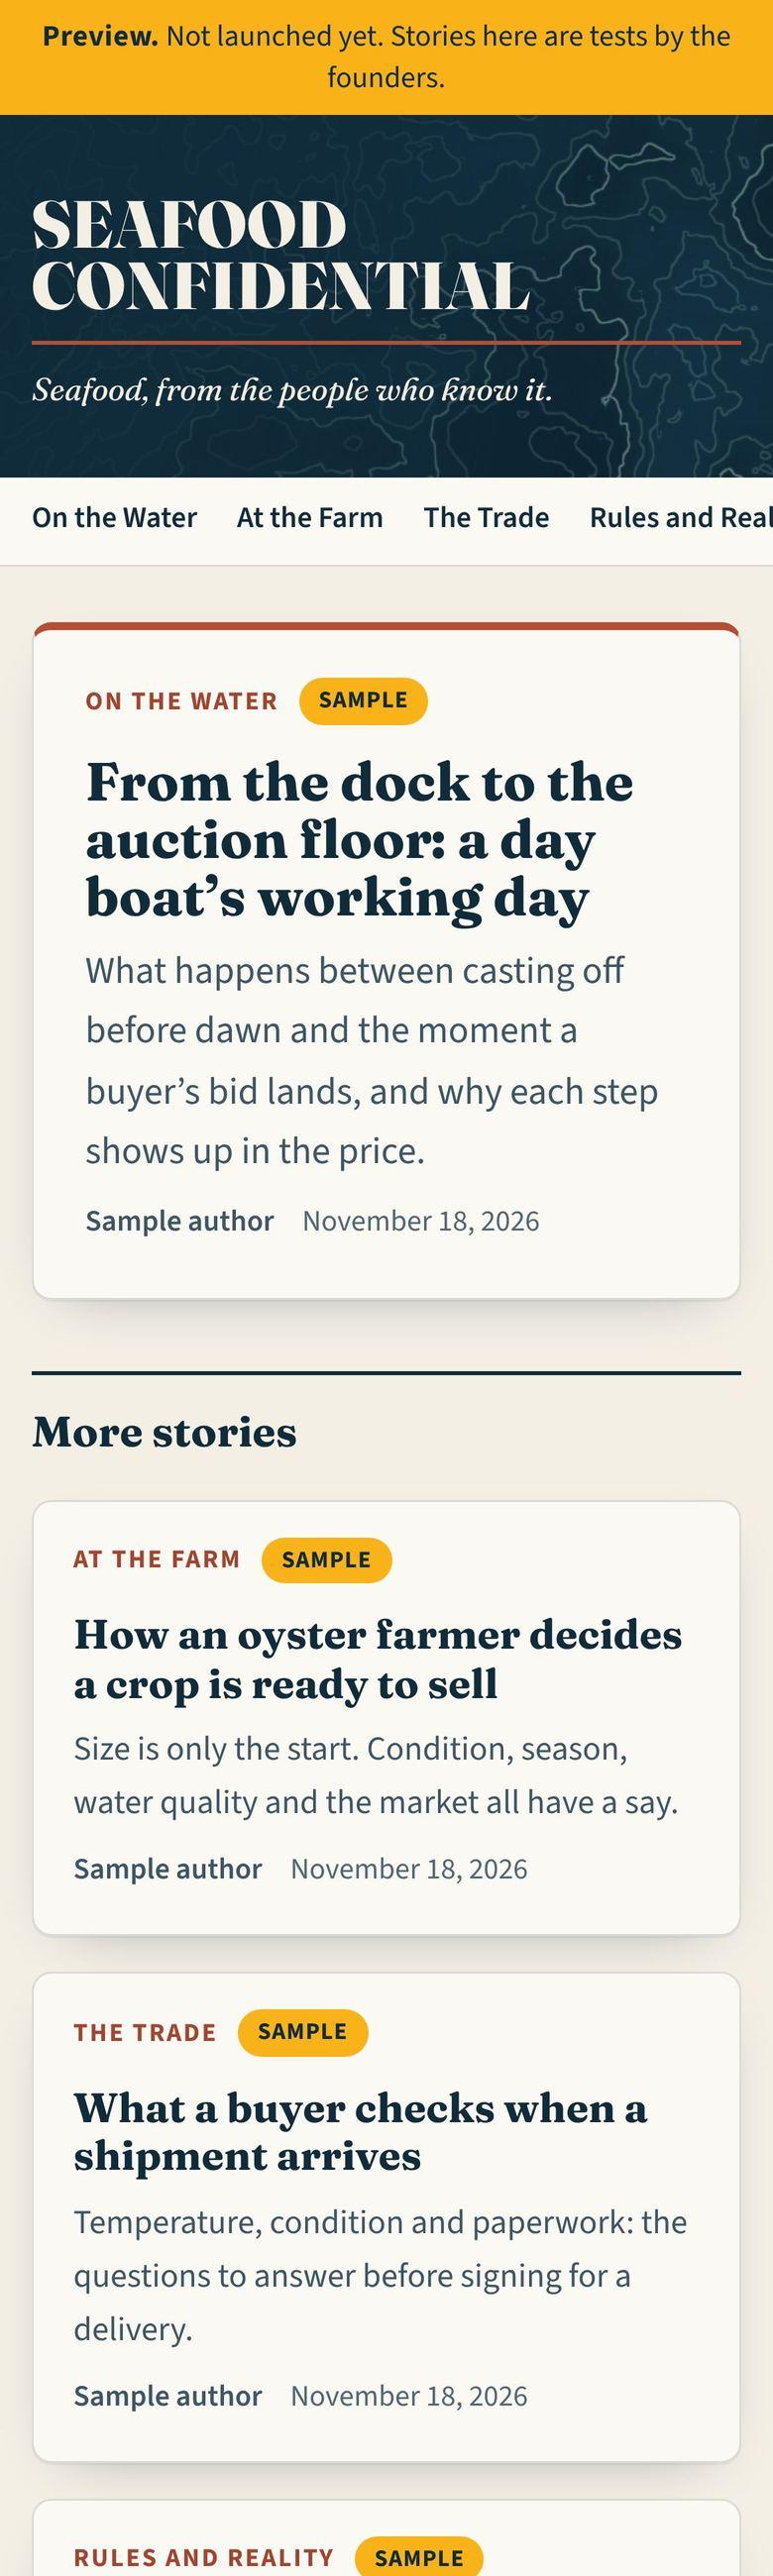 Preview. Not launched yet. Stories here are tests by the
founders.
SEAFOOD
CONFIDENTIAL
Seafood, from the people who know it.
On the Water At the Farm The Trade Rules and Real
ON THE WATER SAMPLE
From the dock to the
auction floor: a day
boat’s working day
What happens between casting off
before dawn and the moment a
buyer’s bid lands, and why each step
shows up in the price.
Sample author November 18, 2026
More stories
AT THE FARM SAMPLE
How an oyster farmer decides
a crop is ready to sell
Size is only the start. Condition, season,
water quality and the market all have a say.
Sample author November 18, 2026
THE TRADE SAMPLE
What a buyer checks when a
shipment arrives
Temperature, condition and paperwork: the
questions to answer before signing for a
delivery.
Sample author November 18, 2026
RULES AND REALITY SAMPLE